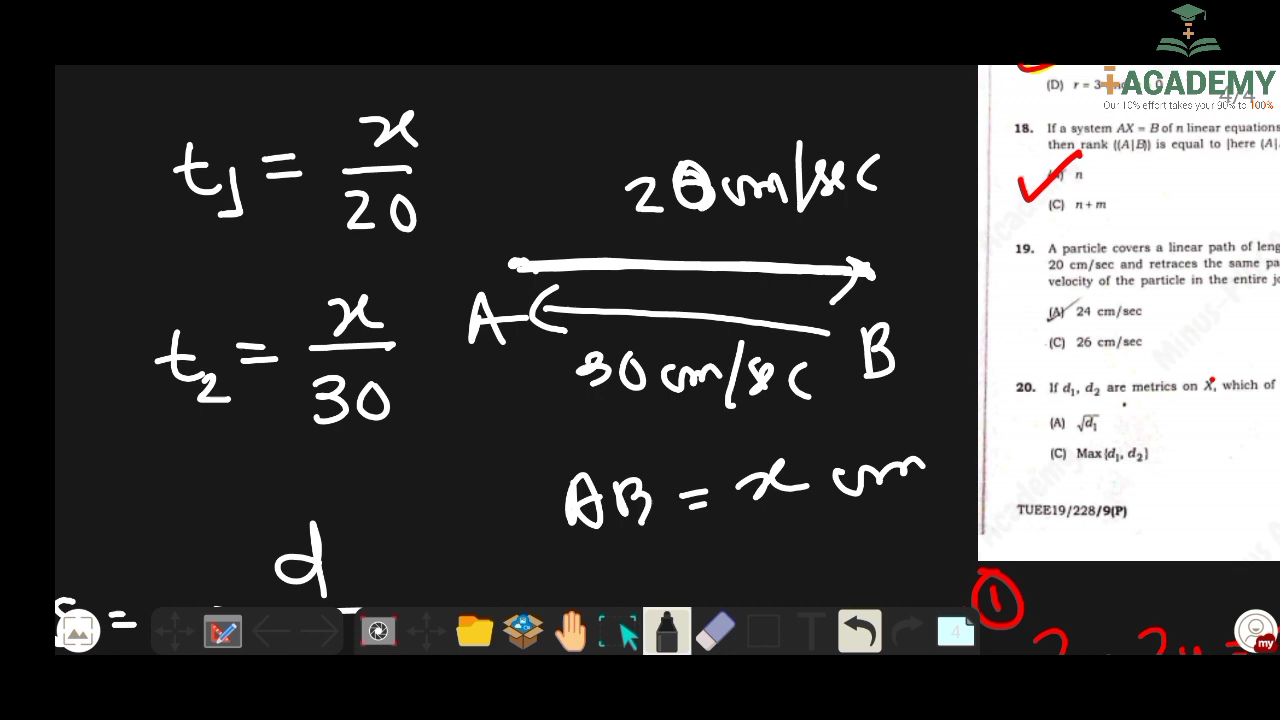 t1 = x/20
20 cm/sec
t2 = x/30
A
B
30 cm/sec
AB = x cm
d
s =
ACADEMY
Our 10% effort takes your 90% to 100%
4/4
(D) r = 3
18. If a system AX = B of n linear equations
then rank ((A|B)) is equal to [here (A|
n
(C) n + m
19. A particle covers a linear path of leng
20 cm/sec and retraces the same pa
velocity of the particle in the entire jo
(A) 24 cm/sec
(C) 26 cm/sec
20. If d₁, d₂ are metrics on X, which of
(A) √d₁
(C) Max {d₁, d₂}
TUEE19/228/9(P)
1
4
my